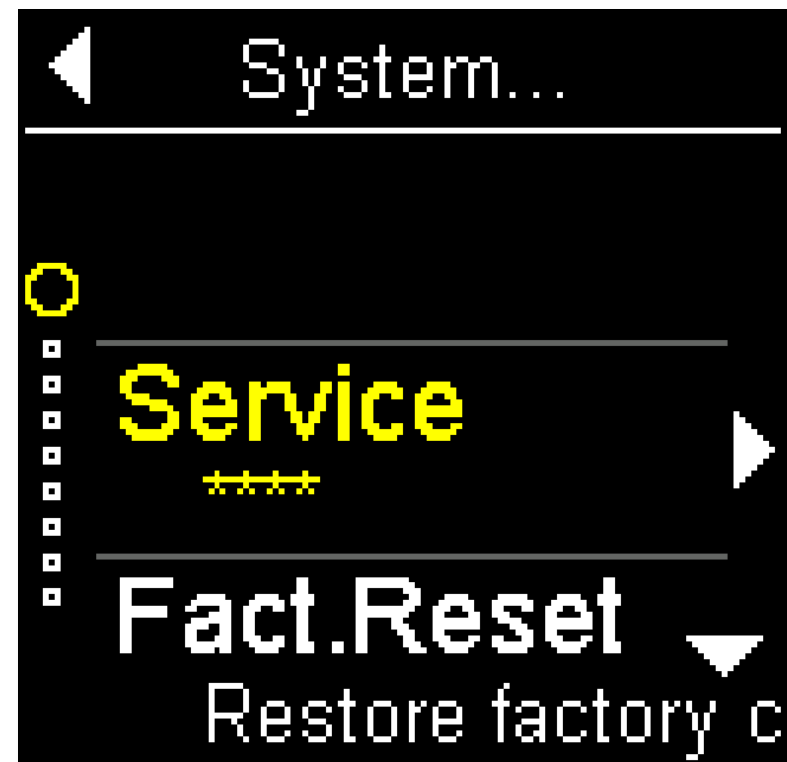 System...
Service
****
Fact.Reset
Restore factory c